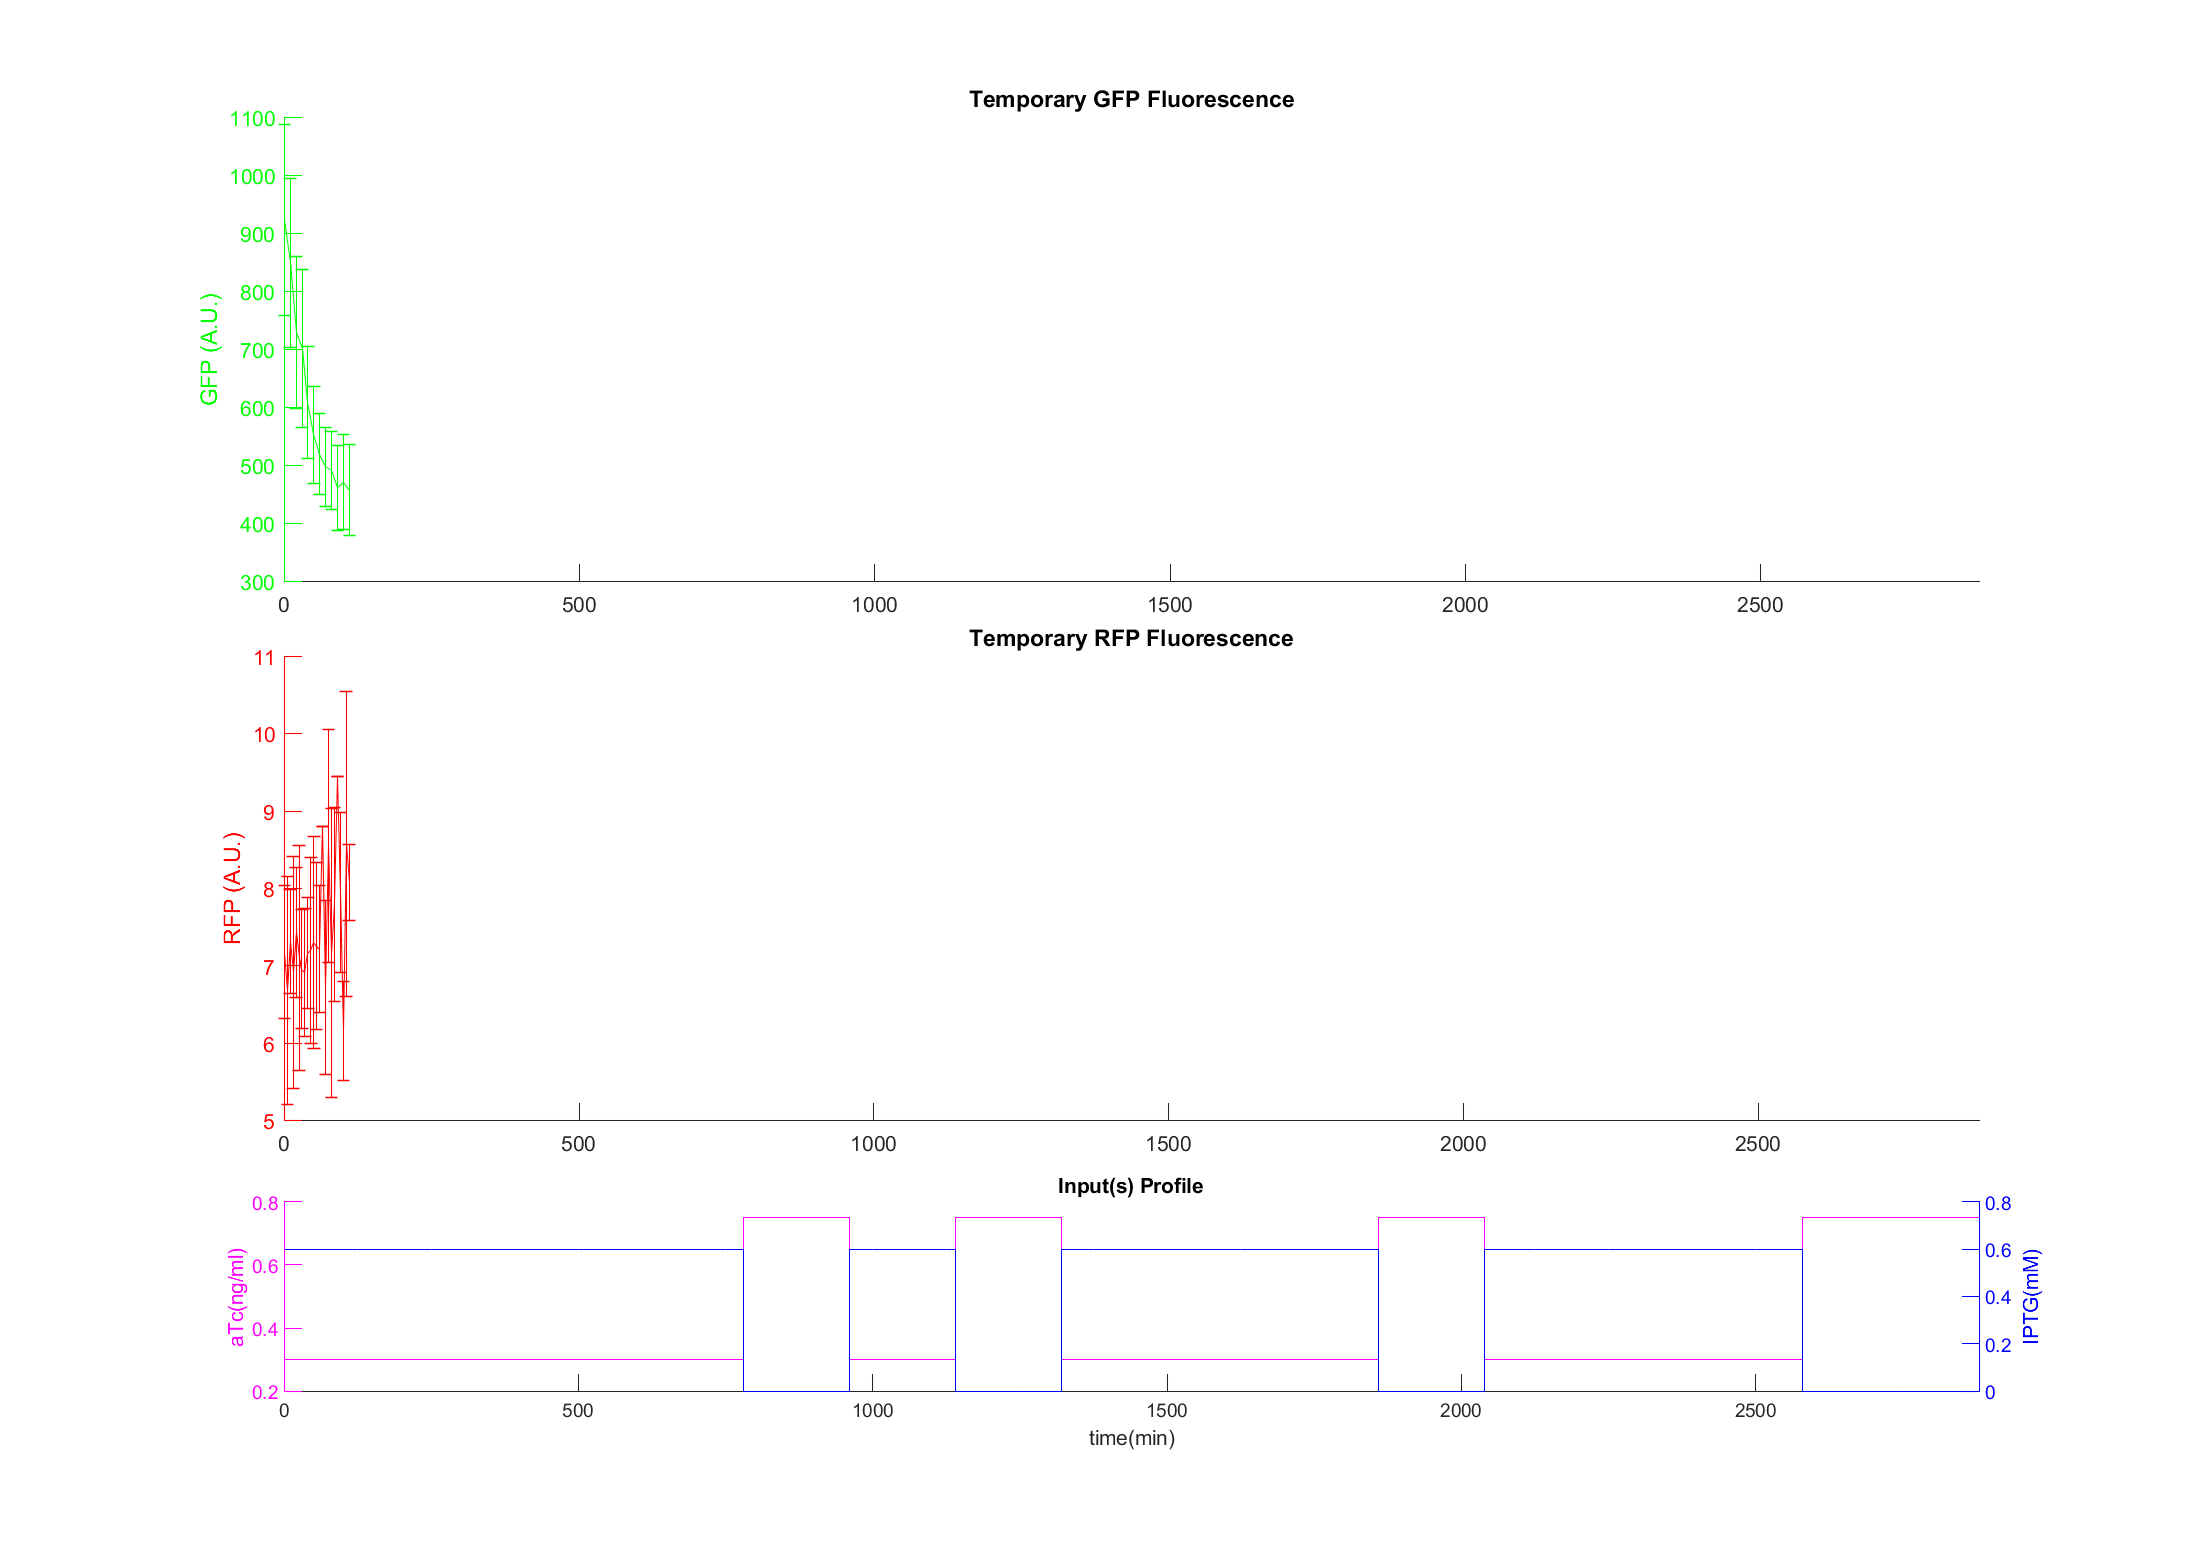 Temporary GFP Fluorescence
1100
1000
900
800
700
600
500
400
300
GFP (A.U.)
0 500 1000 1500 2000 2500
Temporary RFP Fluorescence
11
10
9
8
7
6
5
RFP (A.U.)
0 500 1000 1500 2000 2500
Input(s) Profile
0.8
0.6
0.4
0.2
aTc(ng/ml)
0.8
0.6
0.4
0.2
0
IPTG(mM)
0 500 1000 1500 2000 2500
time(min)